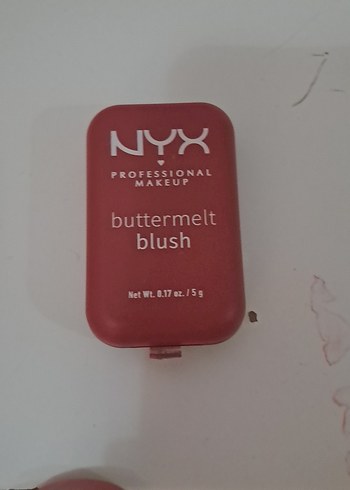 NYX
PROFESSIONAL
MAKEUP
buttermelt
blush
Net Wt. 0.17 oz. / 5 g